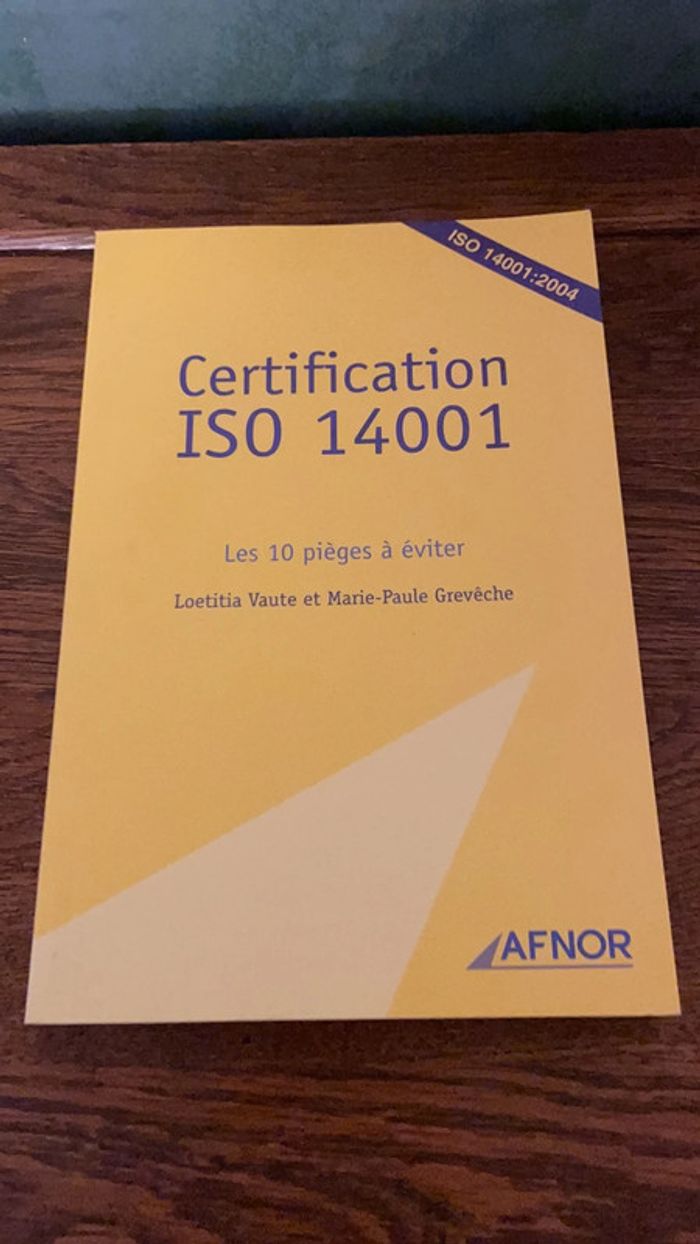 ISO 14001:2004
Certification
ISO 14001
Les 10 pièges à éviter
Loetitia Vaute et Marie-Paule Grevêche
AFNOR